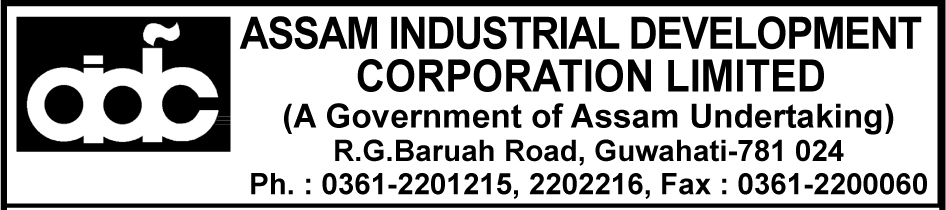 aidc
ASSAM INDUSTRIAL DEVELOPMENT
CORPORATION LIMITED
(A Government of Assam Undertaking)
R.G.Baruah Road, Guwahati-781 024
Ph. : 0361-2201215, 2202216, Fax : 0361-2200060